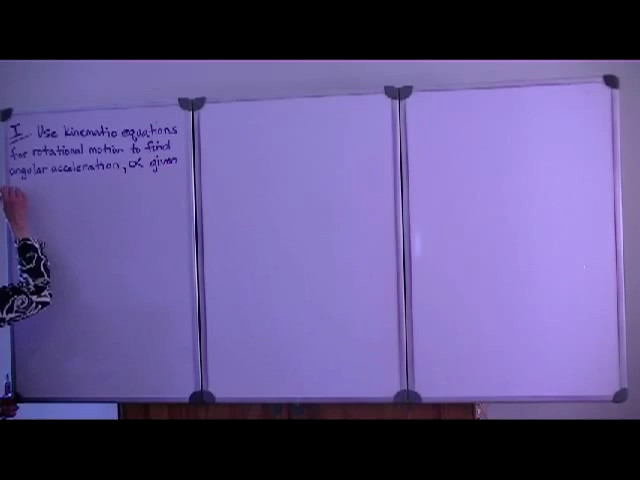 I. Use kinematic equations
for rotational motion to find
angular acceleration, α given